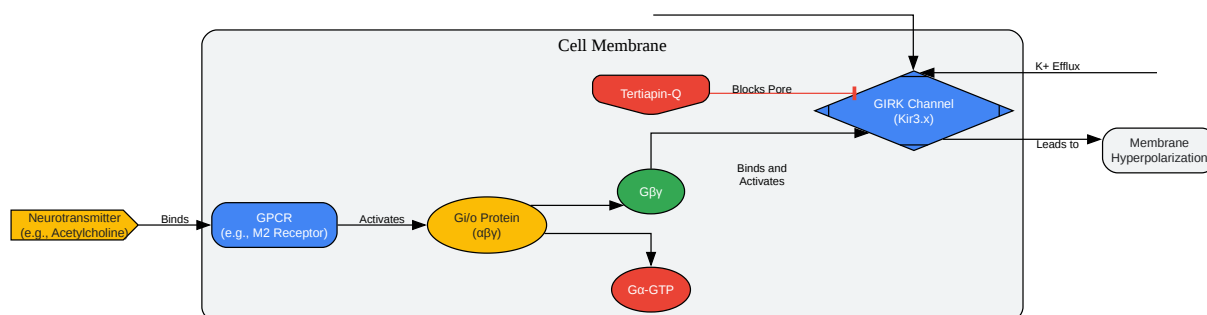 Cell Membrane
K+ Efflux
Tertiapin-Q
Blocks Pore
GIRK Channel
(Kir3.x)
Leads to
Membrane
Hyperpolarization
Binds and
Activates
Gβγ
Neurotransmitter
(e.g., Acetylcholine)
Binds
GPCR
(e.g., M2 Receptor)
Activates
Gi/o Protein
(αβγ)
Gα-GTP